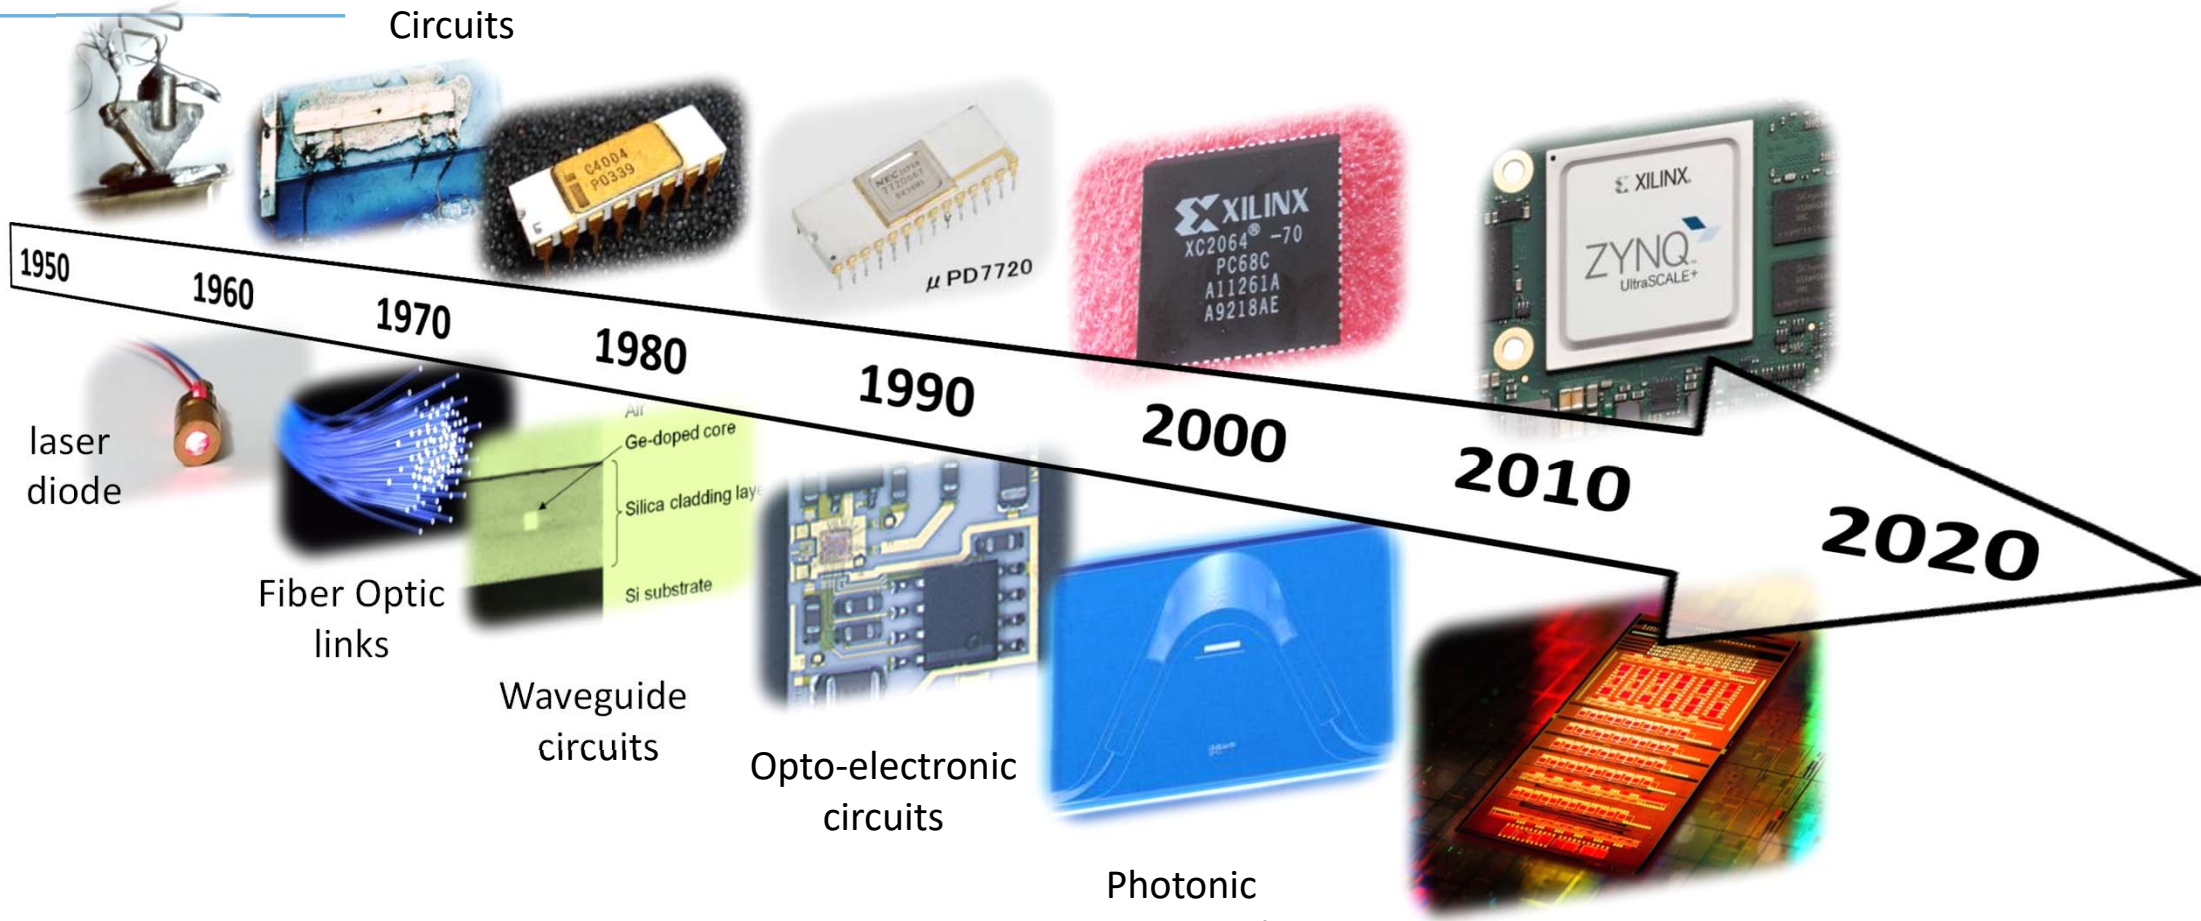 Circuits
C4004
P0339
NEC
μPD7720
XILINX
XC2064® -70
PC68C
A11261A
A9218AE
XILINX
ZYNQ
UltraSCALE+
1950
1960
1970
1980
1990
2000
2010
2020
laser
diode
Fiber Optic
links
Air
Ge-doped core
Silica cladding laye
Si substrate
Waveguide
circuits
Opto-electronic
circuits
Photonic